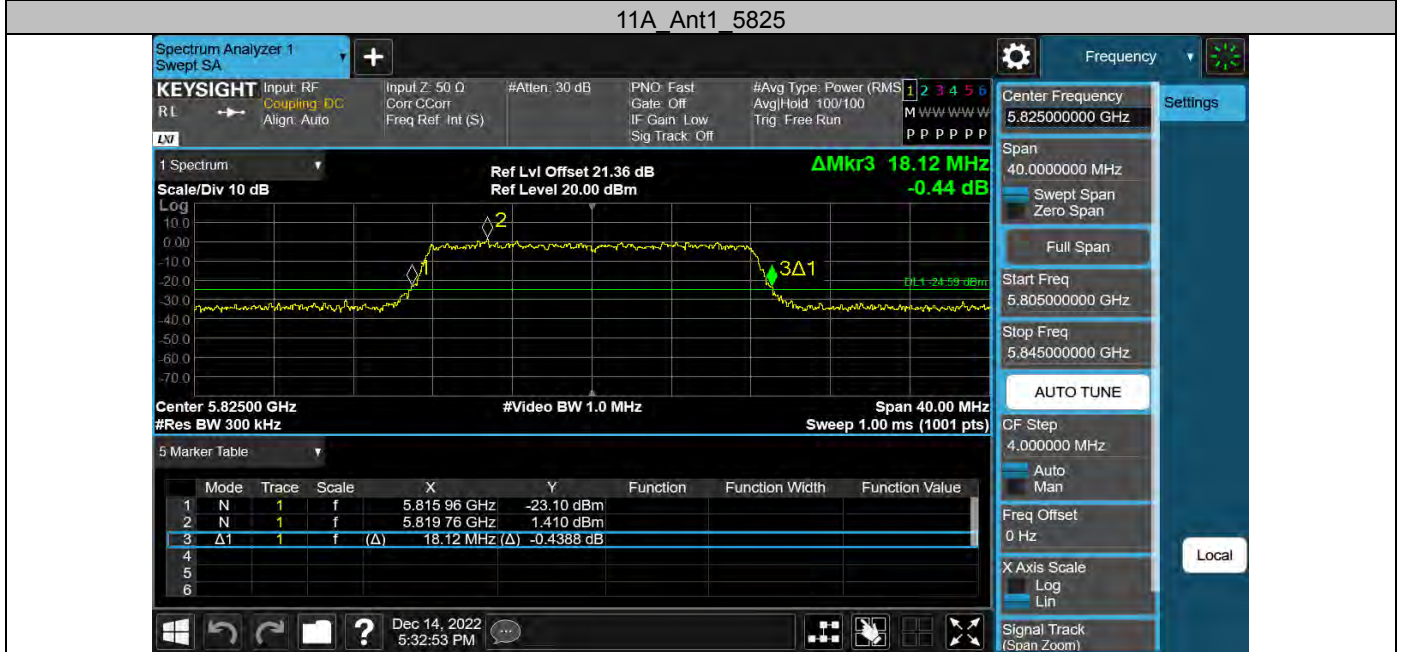 11A_Ant1_5825
Spectrum Analyzer 1
Swept SA
+
Frequency
KEYSIGHT
RL
LXI
Input: RF
Coupling: DC
Align: Auto
Input Z: 50 Ω
Corr CCorr
Freq Ref: Int (S)
#Atten: 30 dB
PNO: Fast
Gate: Off
IF Gain: Low
Sig Track: Off
#Avg Type: Power (RMS
Avg|Hold: 100/100
Trig: Free Run
1 2 3 4 5 6
M W W W W W
P P P P P P
Center Frequency
5.825000000 GHz
Settings
1 Spectrum
Ref Lvl Offset 21.36 dB
ΔMkr3 18.12 MHz
Scale/Div 10 dB
Ref Level 20.00 dBm
-0.44 dB
Log
10.0
0.00
-10.0
-20.0
-30.0
-40.0
-50.0
-60.0
-70.0
1
2
3Δ1
DL1 -24.59 dBm
Center 5.82500 GHz
#Video BW 1.0 MHz
Span 40.00 MHz
#Res BW 300 kHz
Sweep 1.00 ms (1001 pts)
Span
40.0000000 MHz
Swept Span
Zero Span
Full Span
Start Freq
5.805000000 GHz
Stop Freq
5.845000000 GHz
AUTO TUNE
CF Step
4.000000 MHz
Auto
Man
Freq Offset
0 Hz
X Axis Scale
Log
Lin
Signal Track
(Span Zoom)
Local
5 Marker Table
Mode Trace Scale X Y Function Function Width Function Value
1 N 1 f 5.815 96 GHz -23.10 dBm
2 N 1 f 5.819 76 GHz 1.410 dBm
3 Δ1 1 f (Δ) 18.12 MHz (Δ) -0.4388 dB
4
5
6
?
Dec 14, 2022
5:32:53 PM